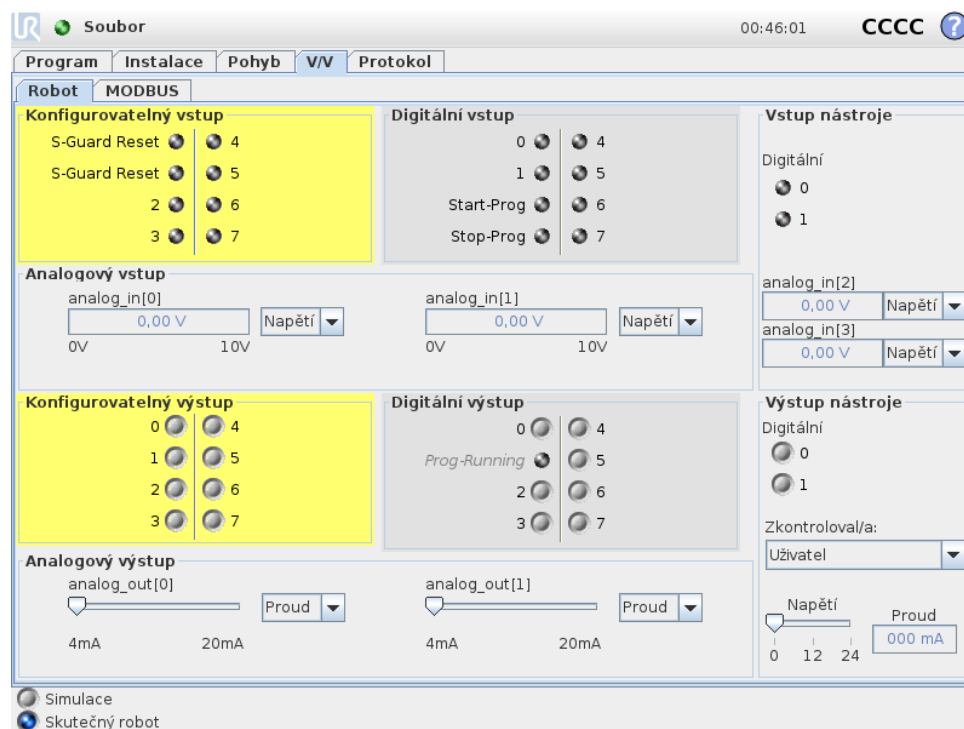 UR Soubor 00:46:01 CCCC ?
Program Instalace Pohyb V/V Protokol
Robot MODBUS
Konfigurovatelný vstup
S-Guard Reset 4
S-Guard Reset 5
2 6
3 7
Digitální vstup
0 4
1 5
Start-Prog 6
Stop-Prog 7
Vstup nástroje
Digitální
0
1
analog_in[2]
0,00 V Napětí
analog_in[3]
0,00 V Napětí
Analogový vstup
analog_in[0]
0,00 V Napětí
0V 10V
analog_in[1]
0,00 V Napětí
0V 10V
Konfigurovatelný výstup
0 4
1 5
2 6
3 7
Digitální výstup
0 4
Prog-Running 5
2 6
3 7
Výstup nástroje
Digitální
0
1
Zkontroloval/a:
Uživatel
Napětí
0 12 24
Proud
000 mA
Analogový výstup
analog_out[0]
Proud
4mA 20mA
analog_out[1]
Proud
4mA 20mA
Simulace
Skutečný robot